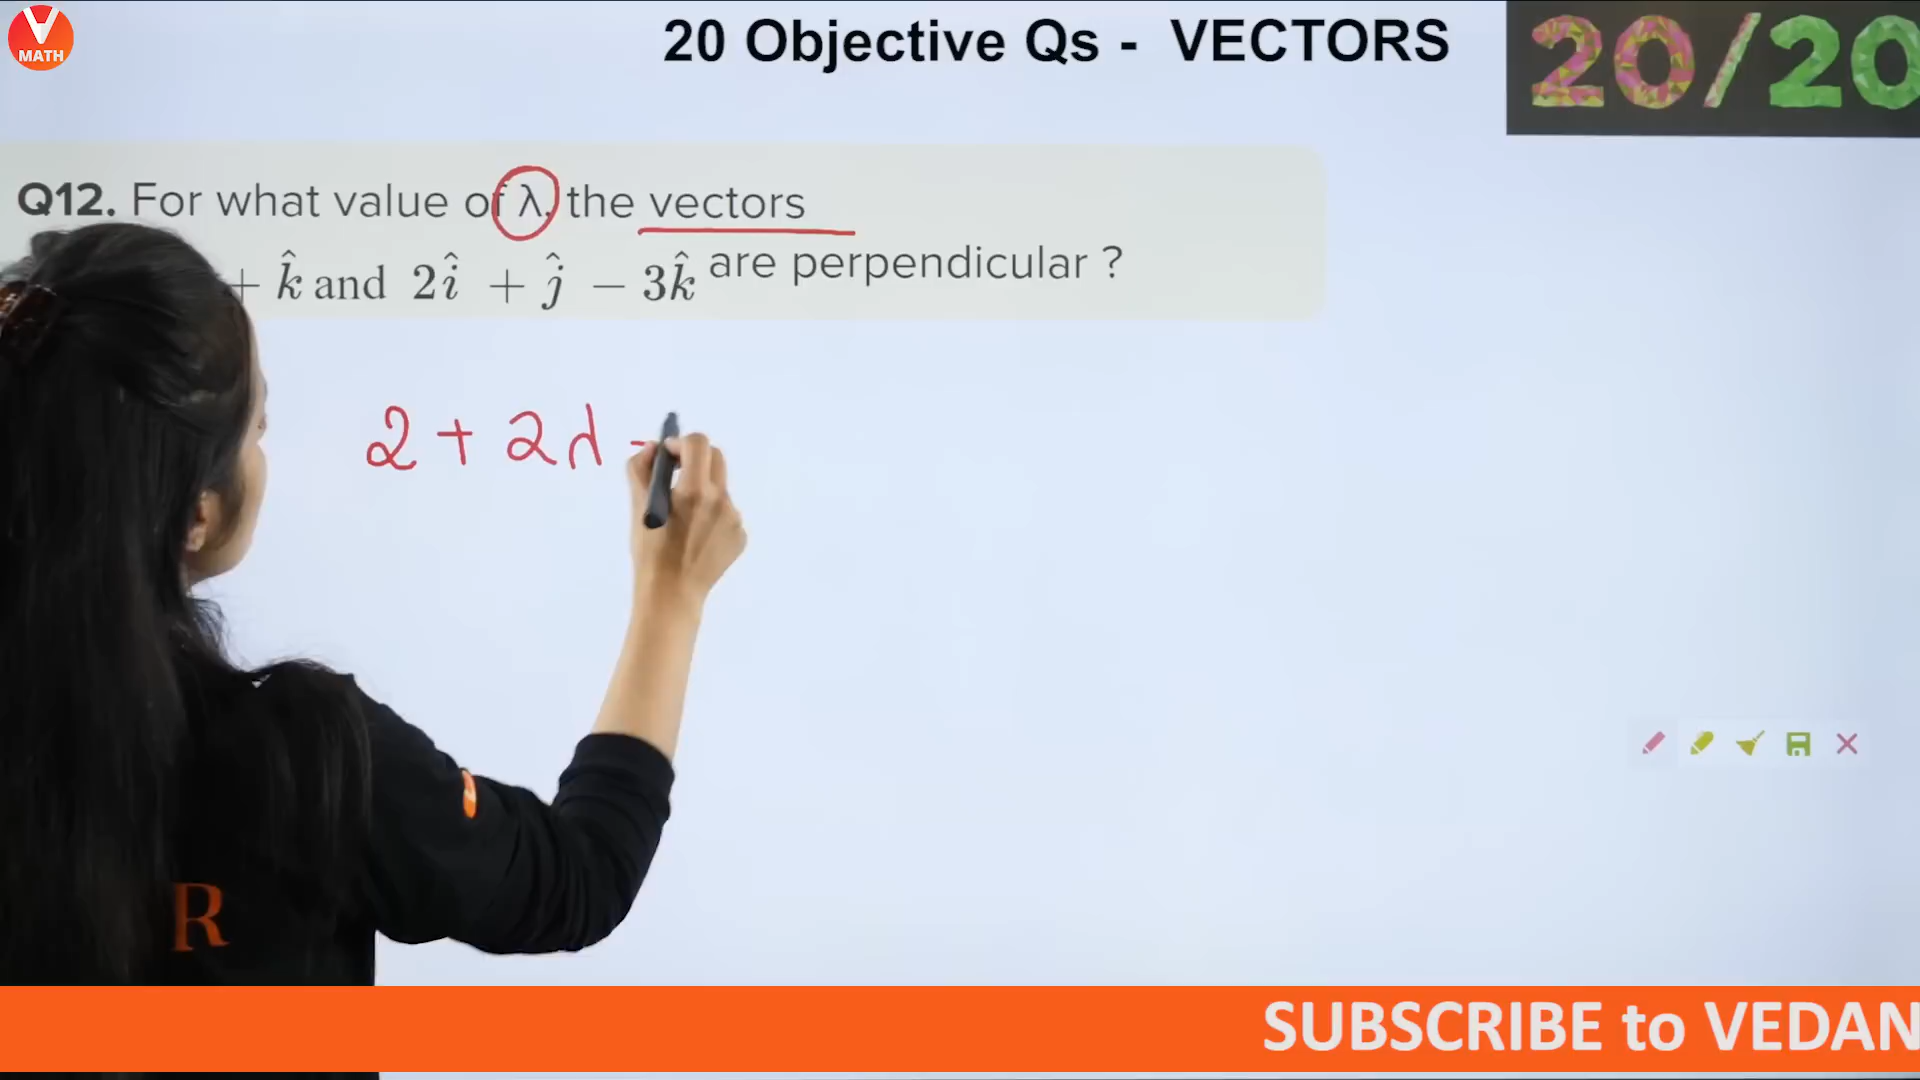 V
MATH
20 Objective Qs - VECTORS
20/20
Q12. For what value of λ, the vectors
+ k̂ and 2î + ĵ - 3k̂ are perpendicular ?
2 + 2λ -
R
SUBSCRIBE to VEDAN